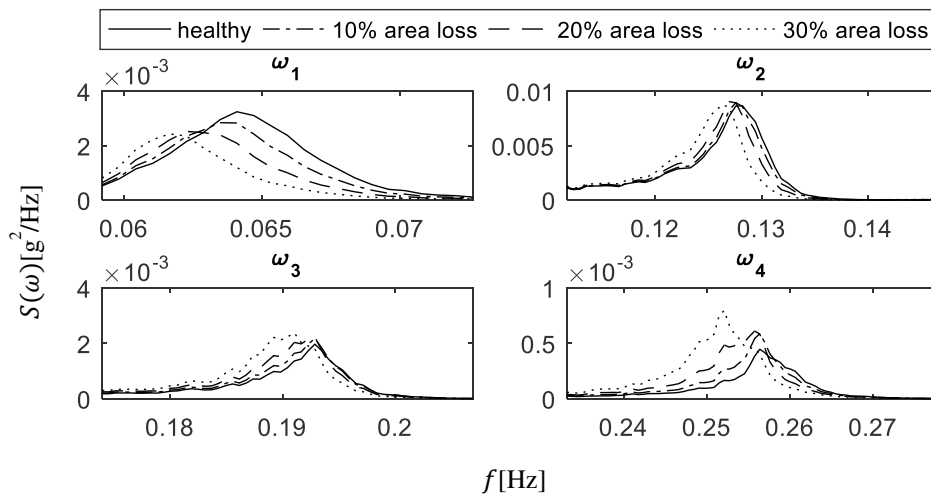 healthy 10% area loss 20% area loss 30% area loss
ω1 ω2
×10-3
4
2
0
0.06 0.065 0.07
0.01
0.005
0
0.12 0.13 0.14
S(ω)[g2/Hz]
ω3 ω4
×10-3
4
2
0
0.18 0.19 0.2
×10-3
1
0.5
0
0.24 0.25 0.26 0.27
f[Hz]